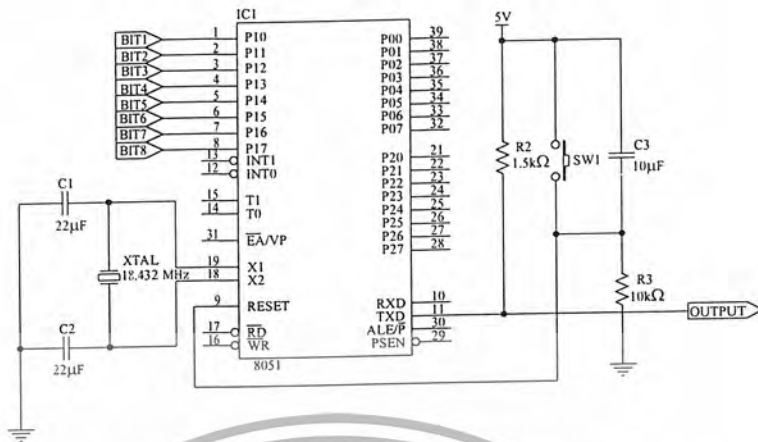 IC1
5V
BIT1 1 P10 P00 39
BIT2 2 P11 P01 38
BIT3 3 P12 P02 37
BIT4 4 P13 P03 36
BIT5 5 P14 P04 35
BIT6 6 P15 P05 34
BIT7 7 P16 P06 33
BIT8 8 P17 P07 32
13 INT1
12 INT0
P20 21
P21 22
P22 23
P23 24
P24 25
P25 26
P26 27
P27 28
15 T1
14 T0
31 EA/VP
19 X1
18 X2
9 RESET
17 RD
16 WR
RXD 10
TXD 11
ALE/P 30
PSEN 29
8051
C1
22μF
XTAL
18.432 MHz
C2
22μF
R2
1.5kΩ
SW1
C3
10μF
R3
10kΩ
OUTPUT